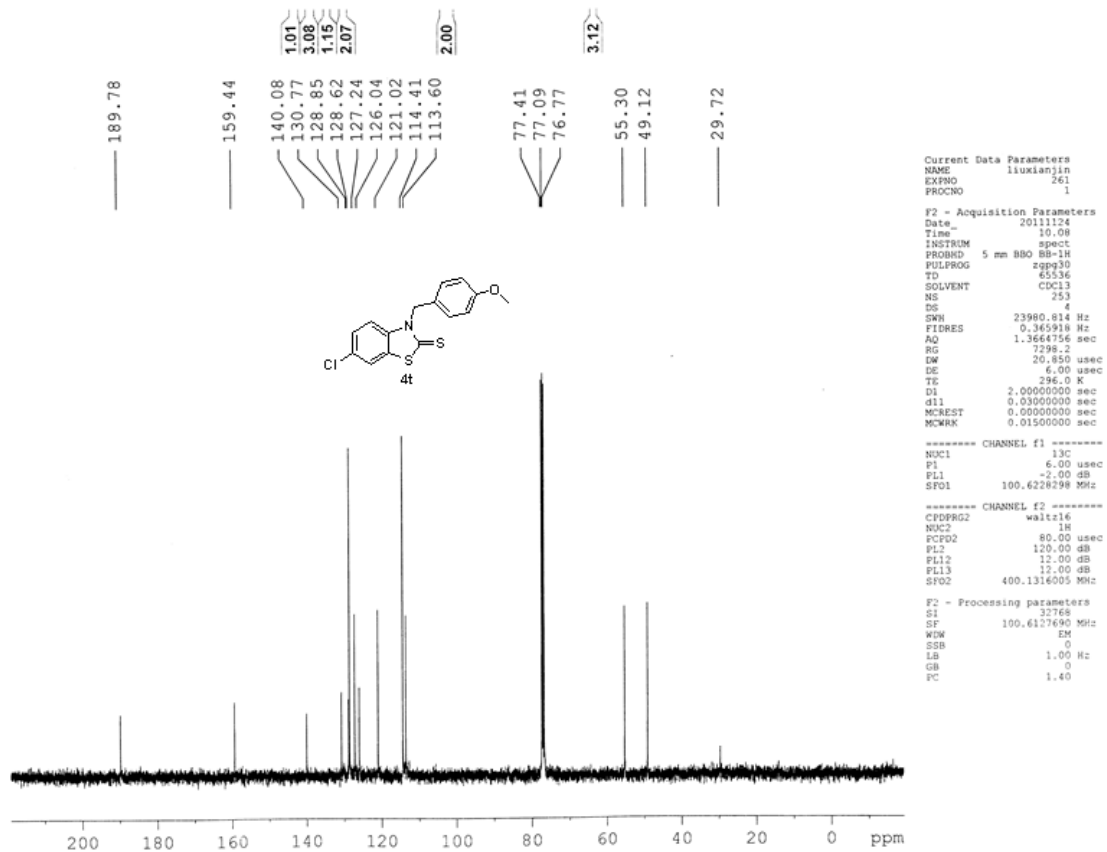 1.01
3.08
1.15
2.07
2.00
3.12
189.78
159.44
140.08
130.77
128.85
128.62
127.24
126.04
121.02
114.41
113.60
77.41
77.09
76.77
55.30
49.12
29.72
Current Data Parameters
NAME liuxianjin
EXPNO 261
PROCNO 1
F2 - Acquisition Parameters
Date_ 20111124
Time 10.08
INSTRUM spect
PROBHD 5 mm BBO BB-1H
PULPROG zgpg30
TD 65536
SOLVENT CDCl3
NS 253
DS 4
SWH 23980.814 Hz
FIDRES 0.365918 Hz
AQ 1.3664756 sec
RG 7298.2
DW 20.850 usec
DE 6.00 usec
TE 296.0 K
D1 2.00000000 sec
d11 0.03000000 sec
MCREST 0.00000000 sec
MCWRK 0.01500000 sec
======== CHANNEL f1 ========
NUC1 13C
P1 6.00 usec
PL1 -2.00 dB
SFO1 100.6228298 MHz
======== CHANNEL f2 ========
CPDPRG2 waltz16
NUC2 1H
PCPD2 80.00 usec
PL2 120.00 dB
PL12 12.00 dB
PL13 12.00 dB
SFO2 400.1316005 MHz
F2 - Processing parameters
SI 32768
SF 100.6127690 MHz
WDW EM
SSB 0
LB 1.00 Hz
GB 0
PC 1.40
O
N
S
S
Cl
4t
200 180 160 140 120 100 80 60 40 20 0 ppm